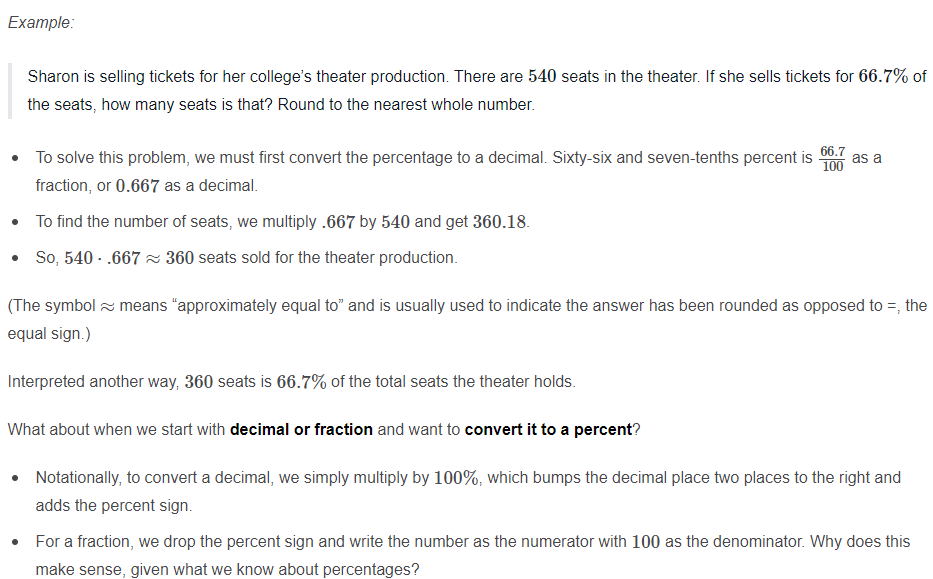 Example:
Sharon is selling tickets for her college's theater production. There are 540 seats in the theater. If she sells tickets for 66.7% of
the seats, how many seats is that? Round to the nearest whole number.
• To solve this problem, we must first convert the percentage to a decimal. Sixty-six and seven-tenths percent is 66.7/100 as a
fraction, or 0.667 as a decimal.
• To find the number of seats, we multiply .667 by 540 and get 360.18.
• So, 540 · .667 ≈ 360 seats sold for the theater production.
(The symbol ≈ means “approximately equal to” and is usually used to indicate the answer has been rounded as opposed to =, the
equal sign.)
Interpreted another way, 360 seats is 66.7% of the total seats the theater holds.
What about when we start with decimal or fraction and want to convert it to a percent?
• Notationally, to convert a decimal, we simply multiply by 100%, which bumps the decimal place two places to the right and
adds the percent sign.
• For a fraction, we drop the percent sign and write the number as the numerator with 100 as the denominator. Why does this
make sense, given what we know about percentages?